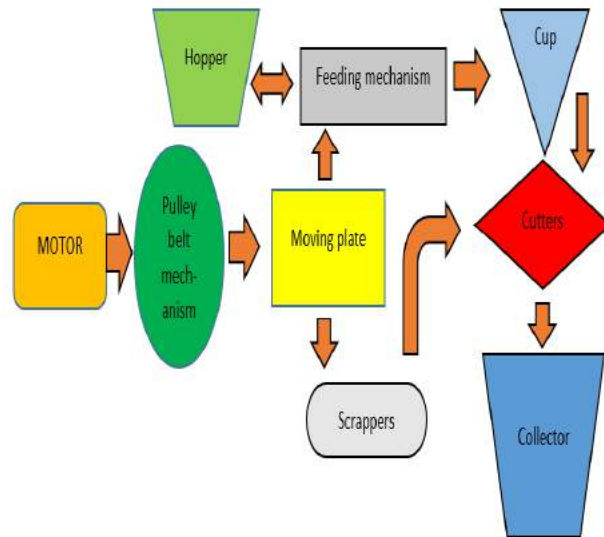 Hopper
Feeding mechanism
Cup
MOTOR
Pulley
belt
mech-
anism
Moving plate
Cutters
Scrappers
Collector